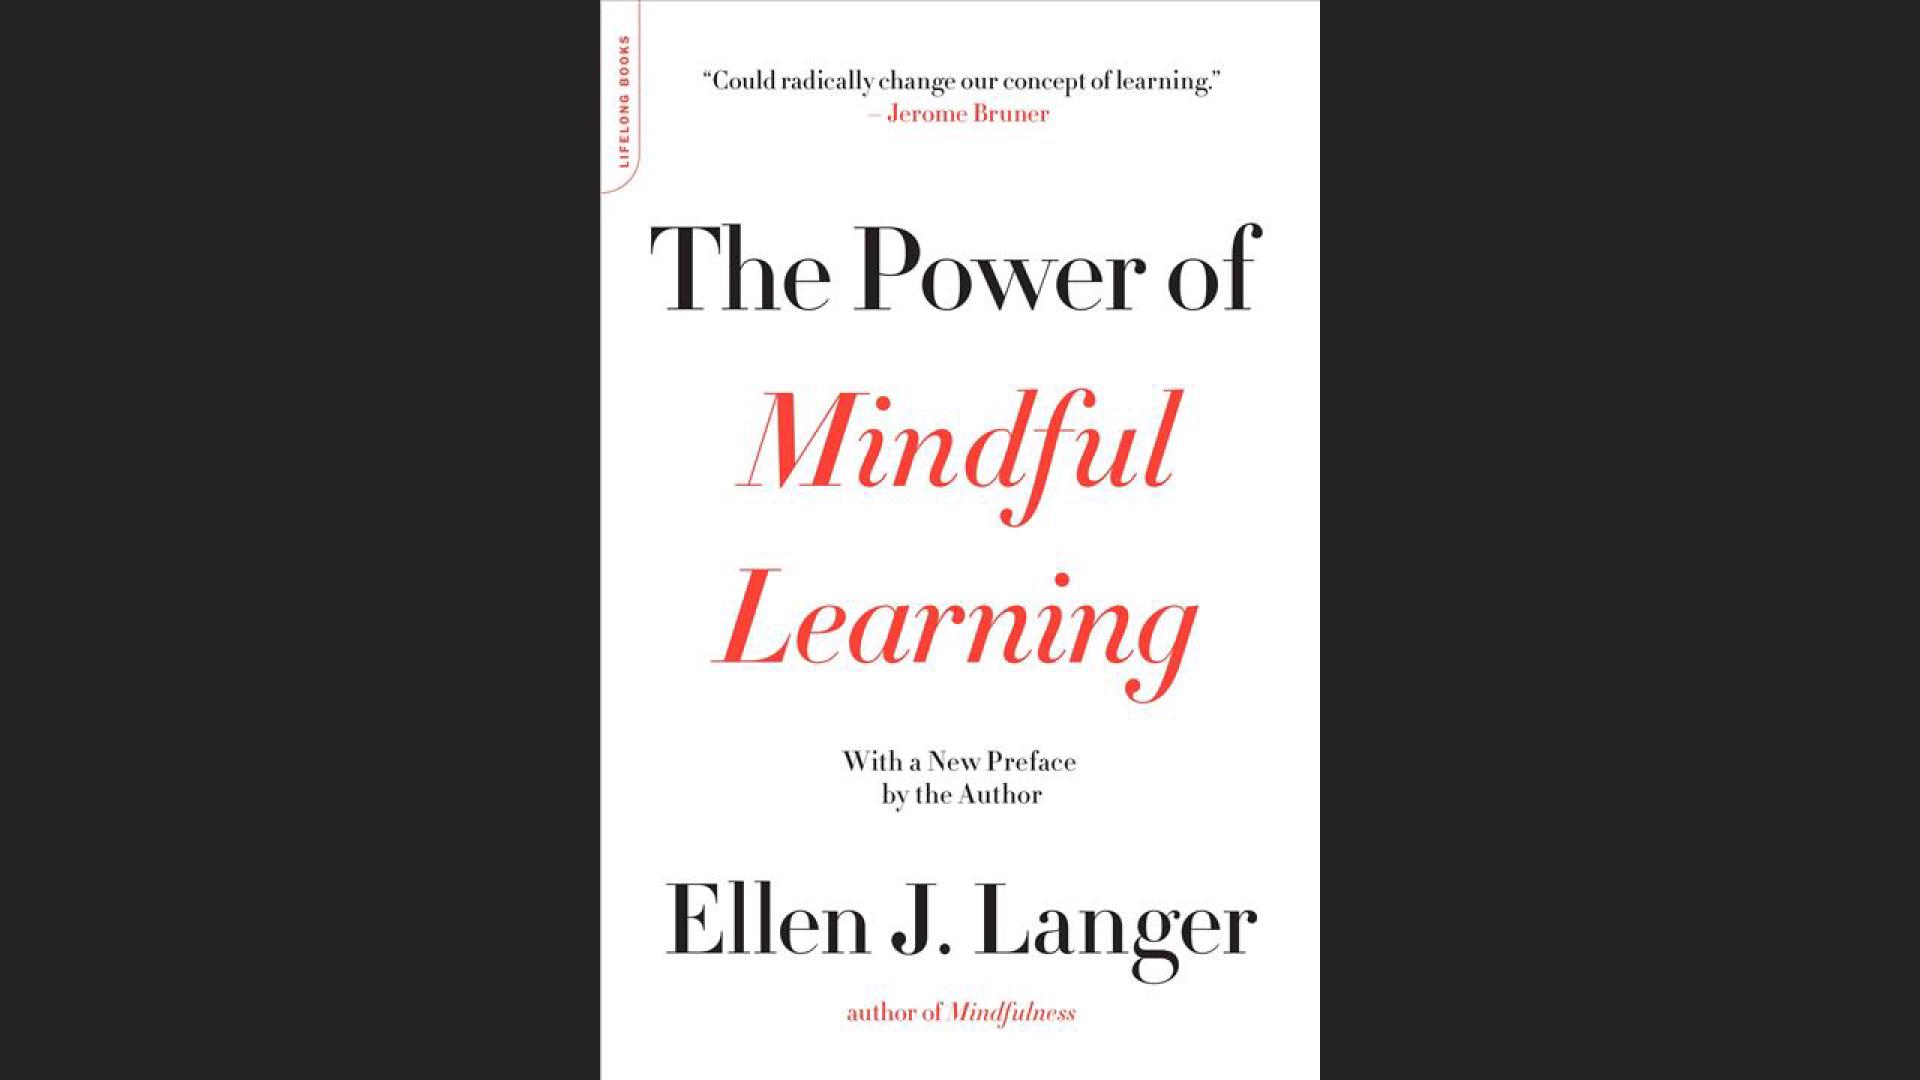 LIFELONG BOOKS
“Could radically change our concept of learning.”
– Jerome Bruner
The Power of
Mindful
Learning
With a New Preface
by the Author
Ellen J. Langer
author of Mindfulness